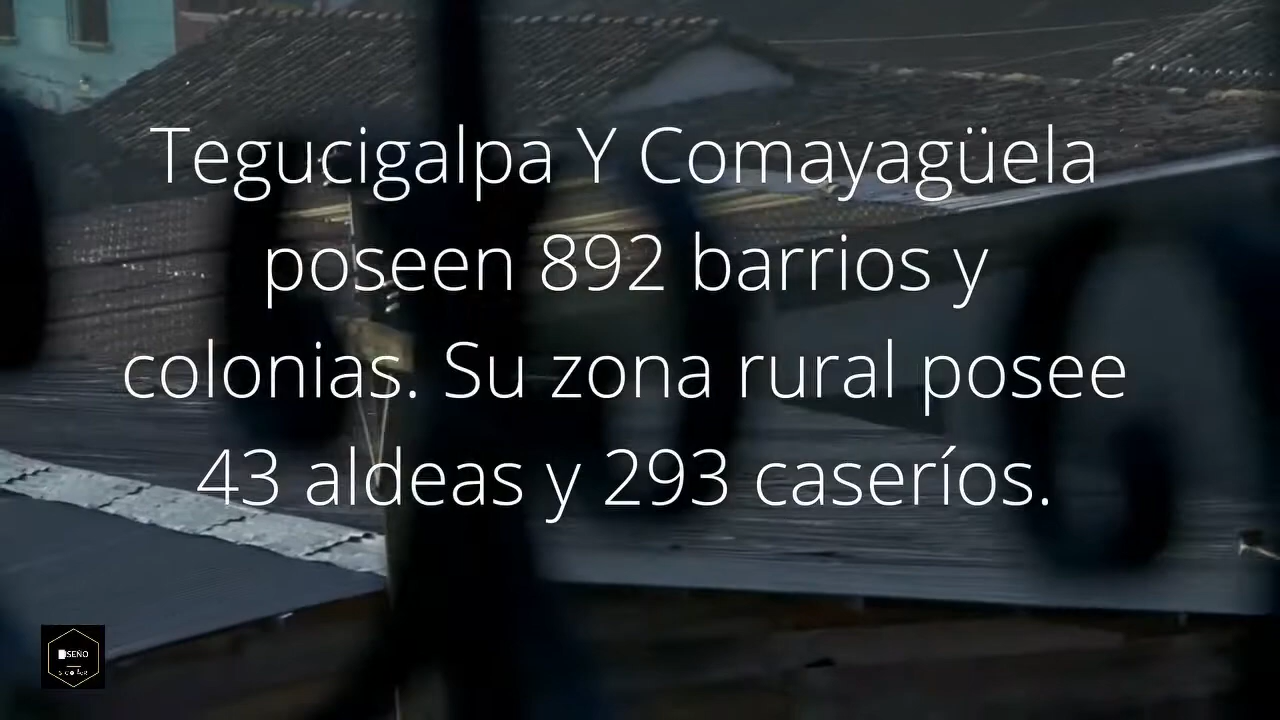 Tegucigalpa Y Comayagüela
poseen 892 barrios y
colonias. Su zona rural posee
43 aldeas y 293 caseríos.